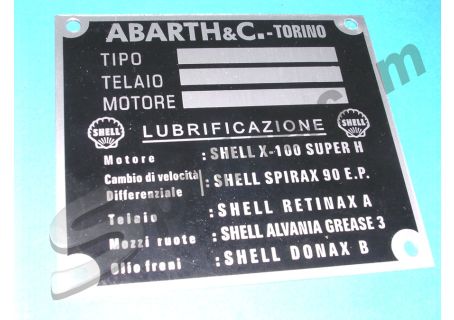 ABARTH&C.-TORINO
TIPO
TELAIO
MOTORE
SHELL LUBRIFICAZIONE SHELL
Motore : SHELL X-100 SUPER H
Cambio di velocità
Differenziale : SHELL SPIRAX 90 E.P.
Telaio : SHELL RETINAX A
Mozzi ruote : SHELL ALVANIA GREASE 3
Olio freni : SHELL DONAX B